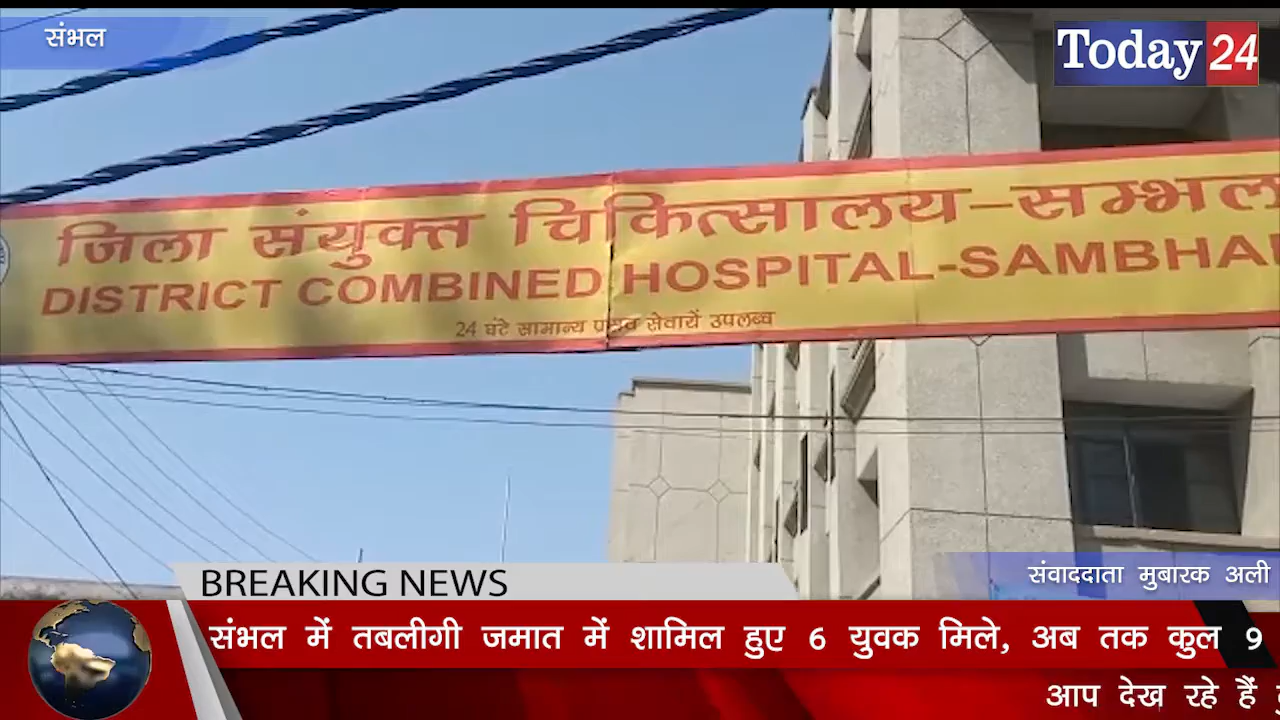 संभल
Today 24
जिला संयुक्त चिकित्सालय-सम्भल
DISTRICT COMBINED HOSPITAL-SAMBHAL
24 घंटे सामान्य प्रसव सेवायें उपलब्ध
BREAKING NEWS
संवाददाता मुबारक अली
संभल में तबलीगी जमात में शामिल हुए 6 युवक मिले, अब तक कुल 9
आप देख रहे हैं